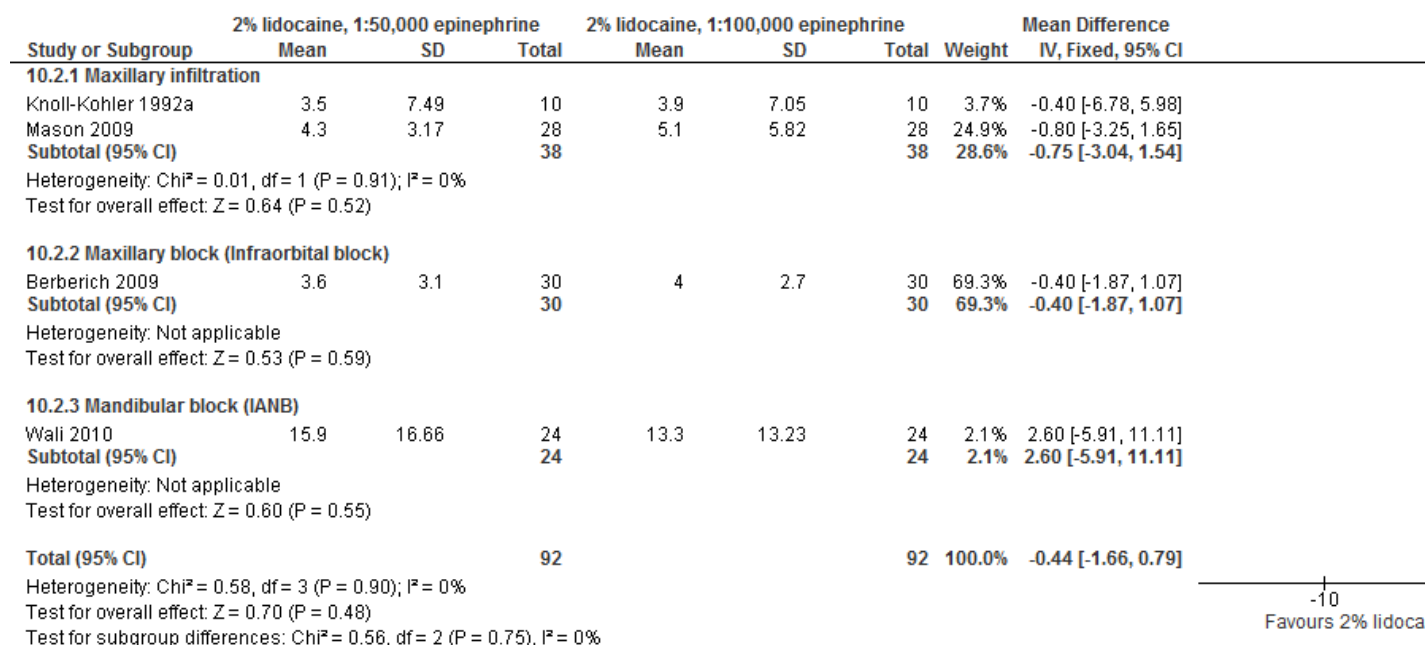 2% lidocaine, 1:50,000 epinephrine 2% lidocaine, 1:100,000 epinephrine Mean Difference
Study or Subgroup Mean SD Total Mean SD Total Weight IV, Fixed, 95% CI
10.2.1 Maxillary infiltration
Knoll-Kohler 1992a 3.5 7.49 10 3.9 7.05 10 3.7% -0.40 [-6.78, 5.98]
Mason 2009 4.3 3.17 28 5.1 5.82 28 24.9% -0.80 [-3.25, 1.65]
Subtotal (95% CI) 38 38 28.6% -0.75 [-3.04, 1.54]
Heterogeneity: Chi² = 0.01, df = 1 (P = 0.91); I² = 0%
Test for overall effect: Z = 0.64 (P = 0.52)
10.2.2 Maxillary block (Infraorbital block)
Berberich 2009 3.6 3.1 30 4 2.7 30 69.3% -0.40 [-1.87, 1.07]
Subtotal (95% CI) 30 30 69.3% -0.40 [-1.87, 1.07]
Heterogeneity: Not applicable
Test for overall effect: Z = 0.53 (P = 0.59)
10.2.3 Mandibular block (IANB)
Wali 2010 15.9 16.66 24 13.3 13.23 24 2.1% 2.60 [-5.91, 11.11]
Subtotal (95% CI) 24 24 2.1% 2.60 [-5.91, 11.11]
Heterogeneity: Not applicable
Test for overall effect: Z = 0.60 (P = 0.55)
Total (95% CI) 92 92 100.0% -0.44 [-1.66, 0.79]
Heterogeneity: Chi² = 0.58, df = 3 (P = 0.90); I² = 0%
Test for overall effect: Z = 0.70 (P = 0.48)
Test for subgroup differences: Chi² = 0.56, df = 2 (P = 0.75), I² = 0%
-10
Favours 2% lidoca